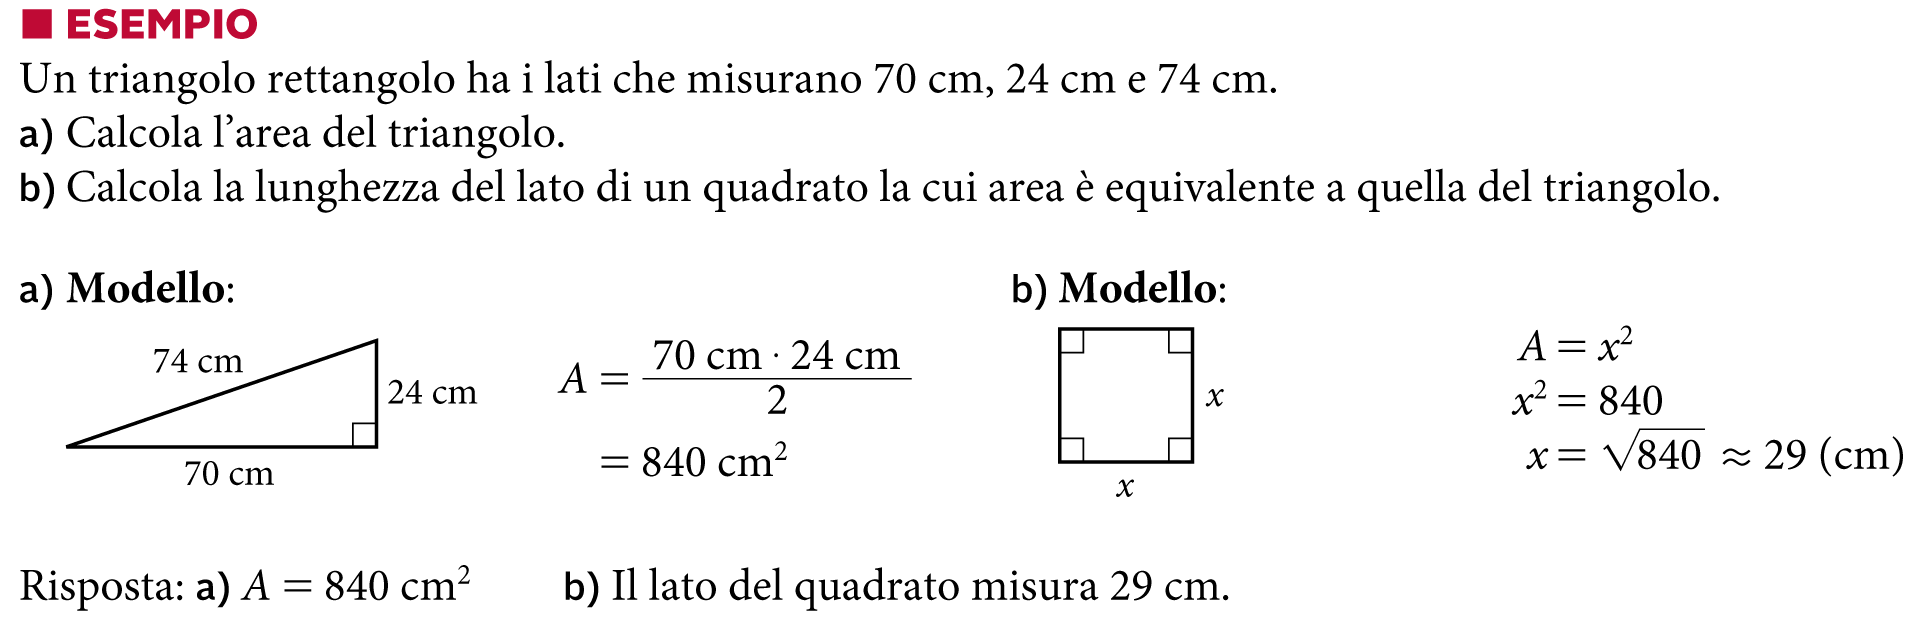 ESEMPIO
Un triangolo rettangolo ha i lati che misurano 70 cm, 24 cm e 74 cm.
a) Calcola l’area del triangolo.
b) Calcola la lunghezza del lato di un quadrato la cui area è equivalente a quella del triangolo.
a) Modello:
74 cm
24 cm
70 cm
A = 70 cm · 24 cm / 2
= 840 cm²
b) Modello:
x
x
A = x²
x² = 840
x = √840 ≈ 29 (cm)
Risposta: a) A = 840 cm² b) Il lato del quadrato misura 29 cm.